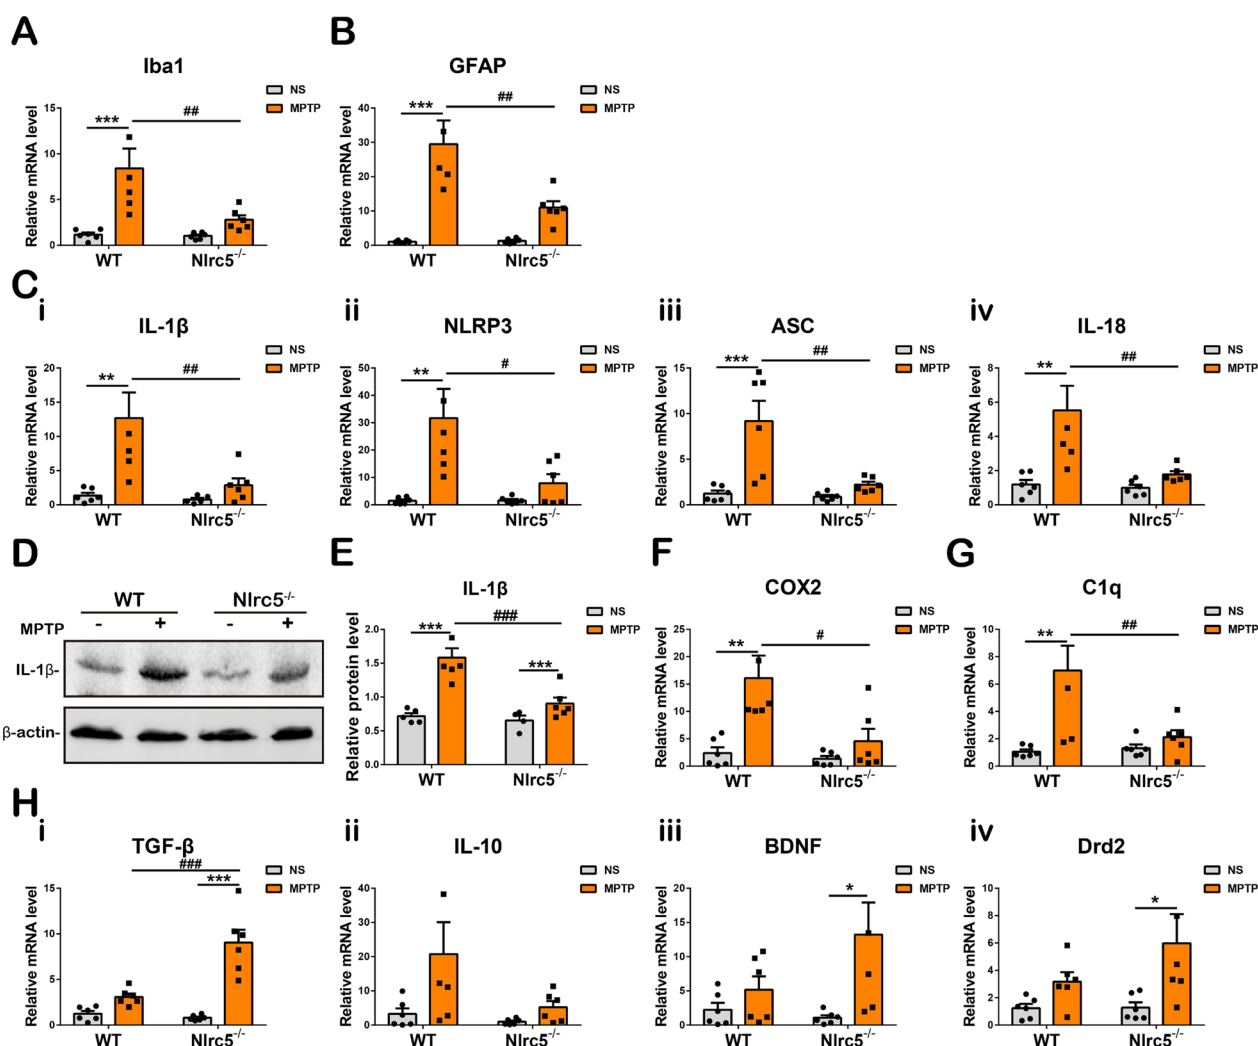 A
B
Iba1
NS
MPTP
Relative mRNA level
15
10
5
0
***
##
WT
Nlrc5-/-
GFAP
NS
MPTP
Relative mRNA level
40
30
20
10
0
***
##
WT
Nlrc5-/-
C
i
IL-1β
NS
MPTP
Relative mRNA level
20
15
10
5
0
**
##
WT
Nlrc5-/-
ii
NLRP3
NS
MPTP
Relative mRNA level
50
40
30
20
10
0
**
#
WT
Nlrc5-/-
iii
ASC
NS
MPTP
Relative mRNA level
15
10
5
0
***
##
WT
Nlrc5-/-
iv
IL-18
NS
MPTP
Relative mRNA level
8
6
4
2
0
**
##
WT
Nlrc5-/-
D
WT
Nlrc5-/-
MPTP - + - +
IL-1β-
β-actin-
E
IL-1β
NS
MPTP
Relative protein level
2.0
1.5
1.0
0.5
0.0
***
###
***
WT
Nlrc5-/-
F
COX2
NS
MPTP
Relative mRNA level
25
20
15
10
5
0
**
#
WT
Nlrc5-/-
G
C1q
NS
MPTP
Relative mRNA level
10
8
6
4
2
0
**
##
WT
Nlrc5-/-
H
i
TGF-β
NS
MPTP
Relative mRNA level
15
10
5
0
###
***
WT
Nlrc5-/-
ii
IL-10
NS
MPTP
Relative mRNA level
40
30
20
10
0
WT
Nlrc5-/-
iii
BDNF
NS
MPTP
Relative mRNA level
20
15
10
5
0
*
WT
Nlrc5-/-
iv
Drd2
NS
MPTP
Relative mRNA level
10
8
6
4
2
0
*
WT
Nlrc5-/-